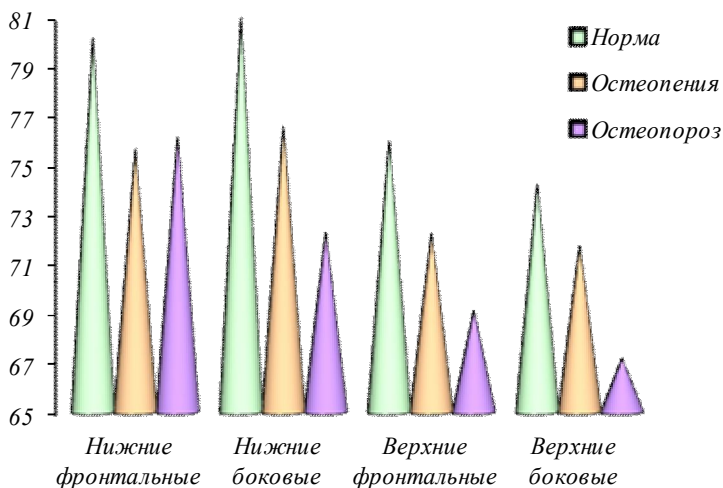 81
79
77
75
73
71
69
67
65
Норма
Остеопения
Остеопороз
Нижние
фронтальные
Нижние
боковые
Верхние
фронтальные
Верхние
боковые